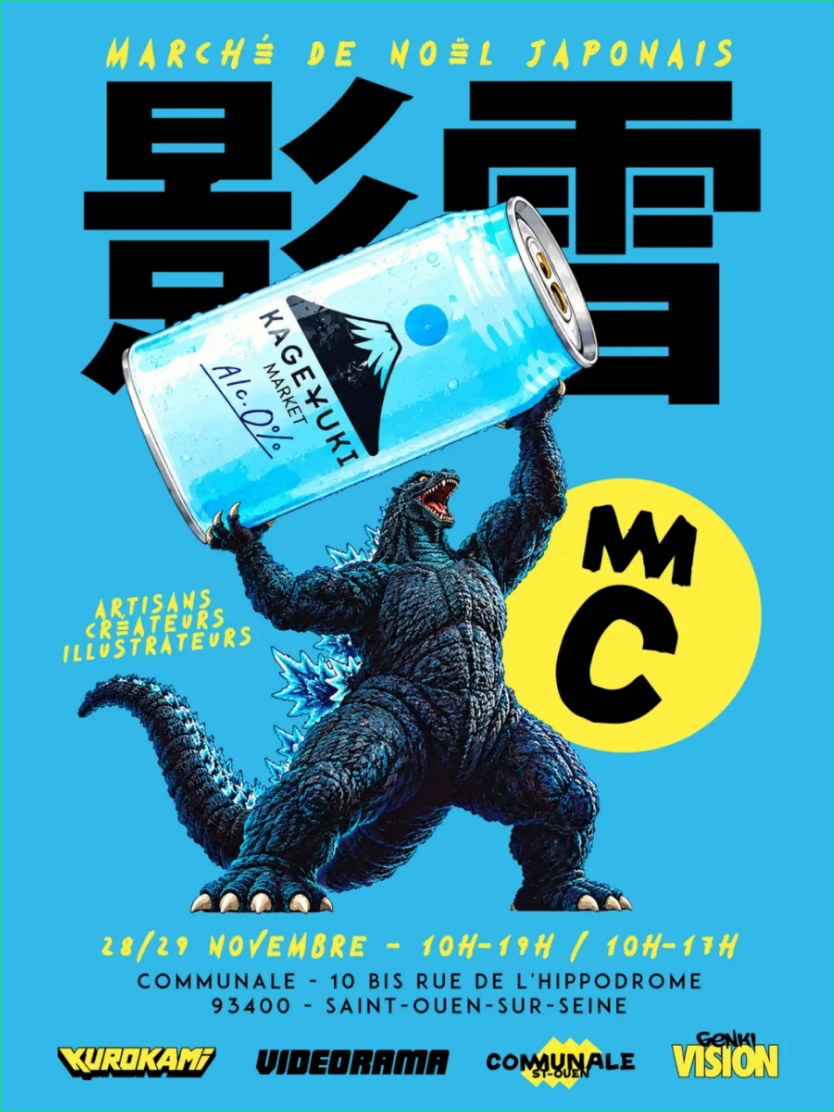 MARCHÉ DE NOËL JAPONAIS
影雪
KAGEYUKI
MARKET
Alc. 0%
MC
ARTISANS
CRÉATEURS
ILLUSTRATEURS
28/29 NOVEMBRE - 10H-19H / 10H-17H
COMMUNALE - 10 BIS RUE DE L'HIPPODROME
93400 - SAINT-OUEN-SUR-SEINE
KUROKAMI
VIDEORAMA
COMMUNALE
ST-OUEN
GENKI
VISION